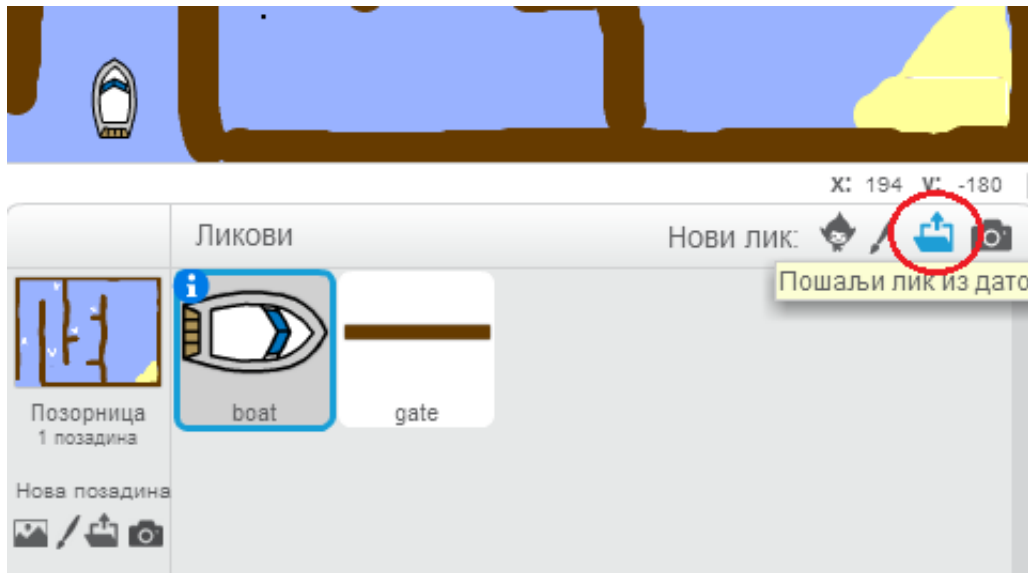 x: 194 y: -180
Ликови
Нови лик:
Пошаљи лик из дато
Позорница
1 позадина
boat
gate
Нова позадина